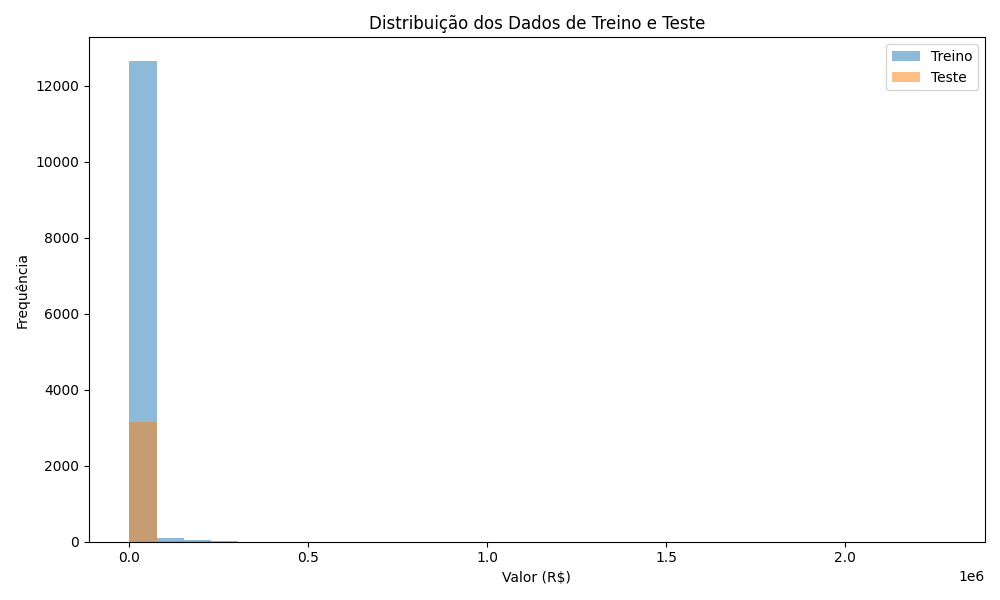 Distribuição dos Dados de Treino e Teste
Treino
Teste
12000
10000
8000
6000
4000
2000
0
Frequência
0.0 0.5 1.0 1.5 2.0
1e6
Valor (R$)